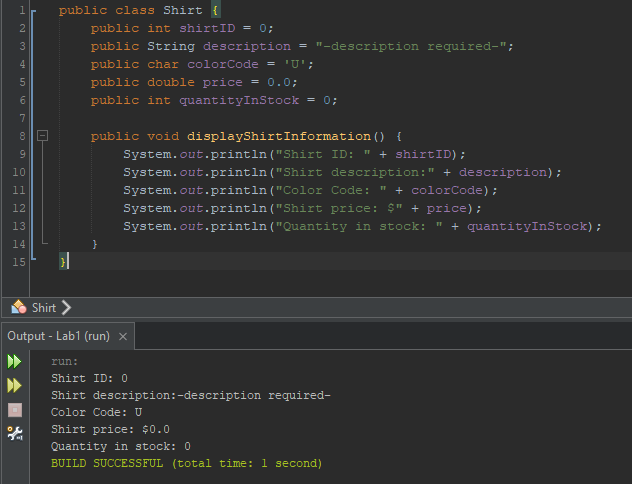 1 public class Shirt {
2     public int shirtID = 0;
3     public String description = "-description required-";
4     public char colorCode = 'U';
5     public double price = 0.0;
6     public int quantityInStock = 0;
7
8     public void displayShirtInformation() {
9         System.out.println("Shirt ID: " + shirtID);
10         System.out.println("Shirt description:" + description);
11         System.out.println("Color Code: " + colorCode);
12         System.out.println("Shirt price: $" + price);
13         System.out.println("Quantity in stock: " + quantityInStock);
14     }
15 }
Shirt
Output - Lab1 (run) ×
run:
Shirt ID: 0
Shirt description:-description required-
Color Code: U
Shirt price: $0.0
Quantity in stock: 0
BUILD SUCCESSFUL (total time: 1 second)